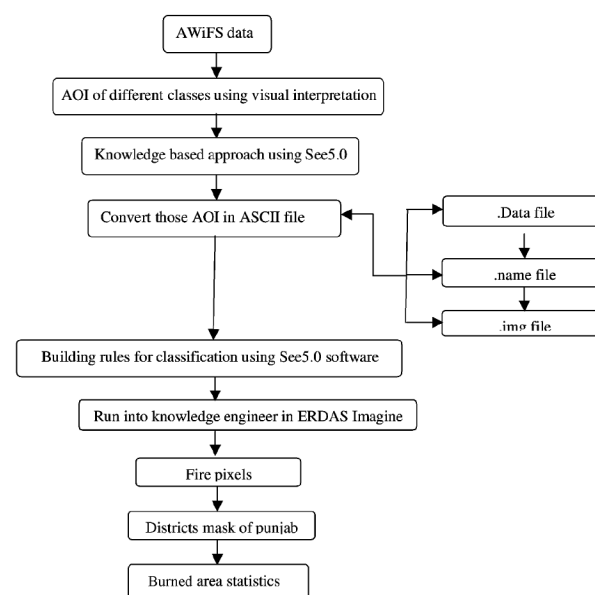 AWiFS data
AOI of different classes using visual interpretation
Knowledge based approach using See5.0
Convert those AOI in ASCII file
.Data file
.name file
.img file
Building rules for classification using See5.0 software
Run into knowledge engineer in ERDAS Imagine
Fire pixels
Districts mask of punjab
Burned area statistics